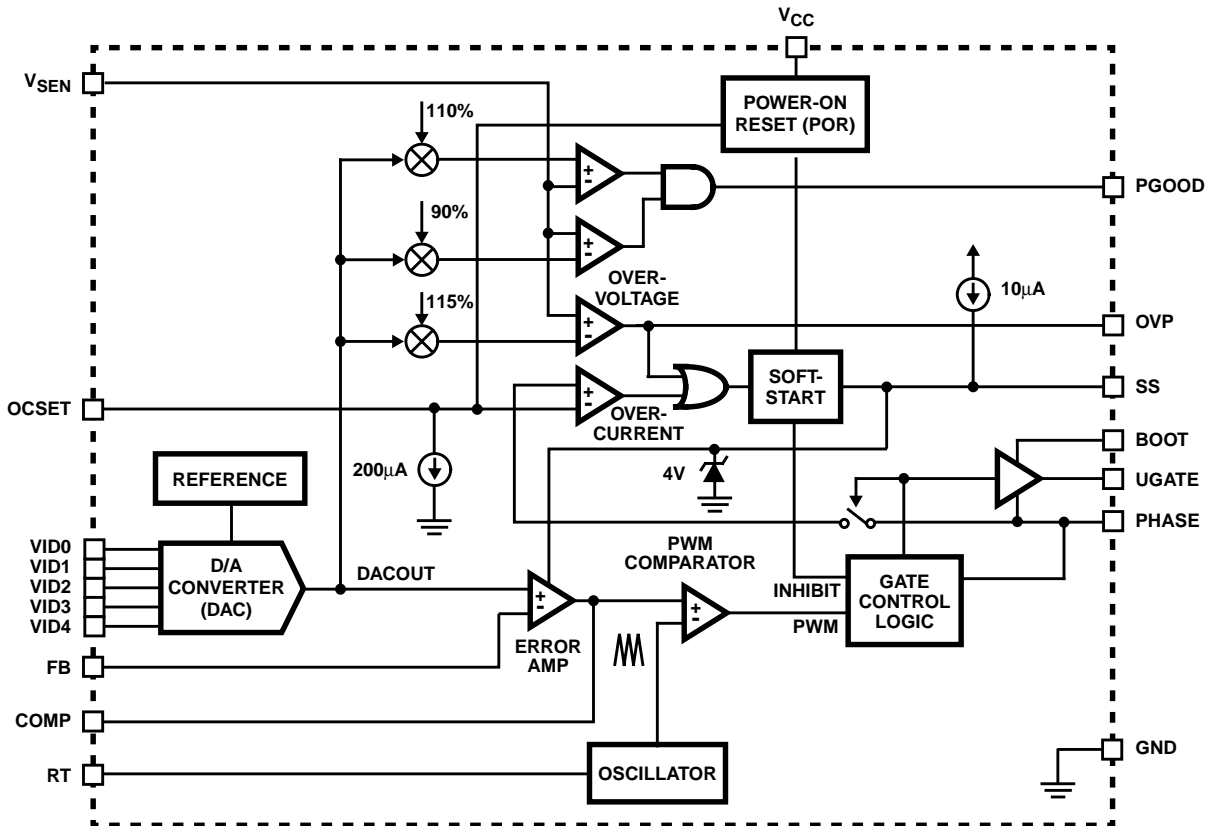 VCC
VSEN
POWER-ON
RESET (POR)
110%
+
-
PGOOD
90%
+
-
OVER-
VOLTAGE
10µA
115%
+
-
OVP
SOFT-
START
SS
+
-
OCSET
OVER-
CURRENT
BOOT
200µA
4V
UGATE
REFERENCE
PHASE
VID0
VID1
VID2
VID3
VID4
D/A
CONVERTER
(DAC)
DACOUT
PWM
COMPARATOR
+
-
+
-
INHIBIT
PWM
GATE
CONTROL
LOGIC
ERROR
AMP
FB
COMP
GND
RT
OSCILLATOR